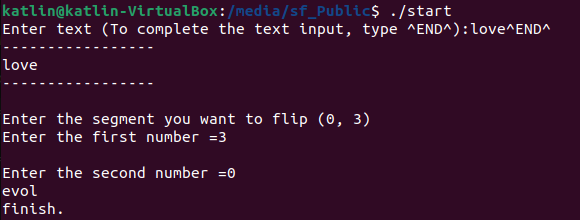 katlin@katlin-VirtualBox:/media/sf_Public$ ./start
Enter text (To complete the text input, type ^END^):love^END^
-----------------
love
-----------------
Enter the segment you want to flip (0, 3)
Enter the first number =3
Enter the second number =0
evol
finish.